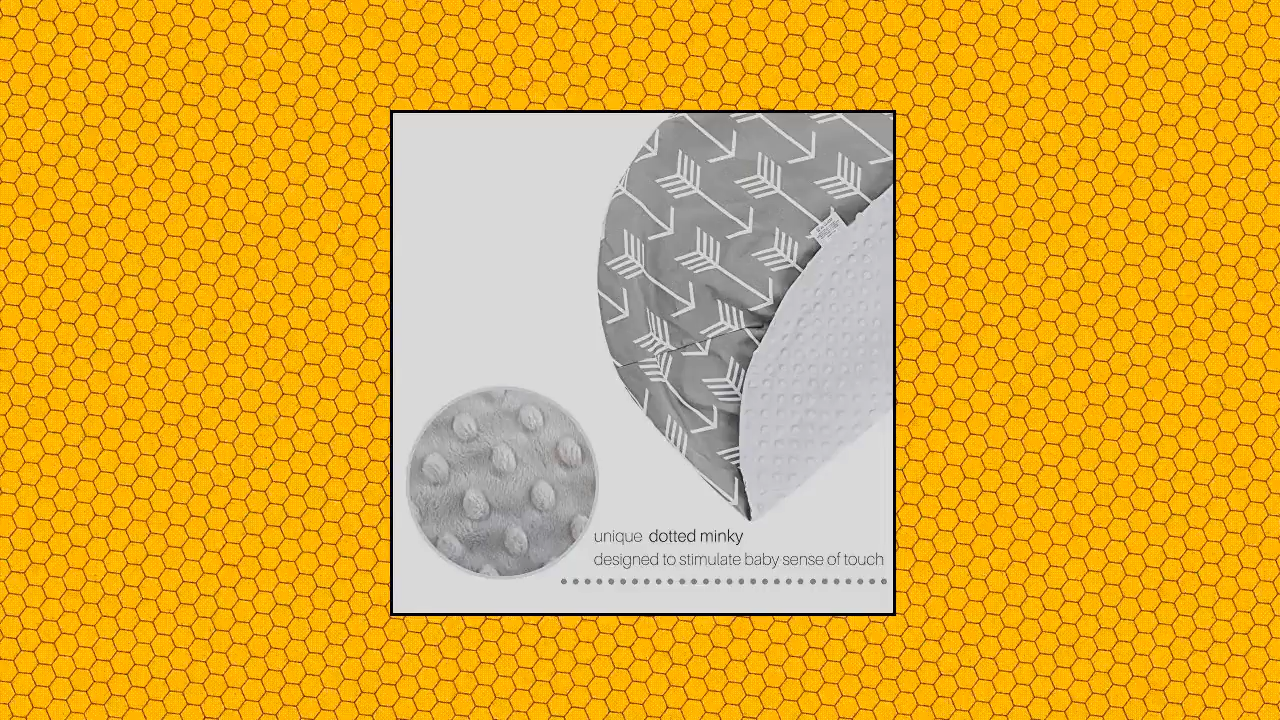 unique dotted minky
designed to stimulate baby sense of touch